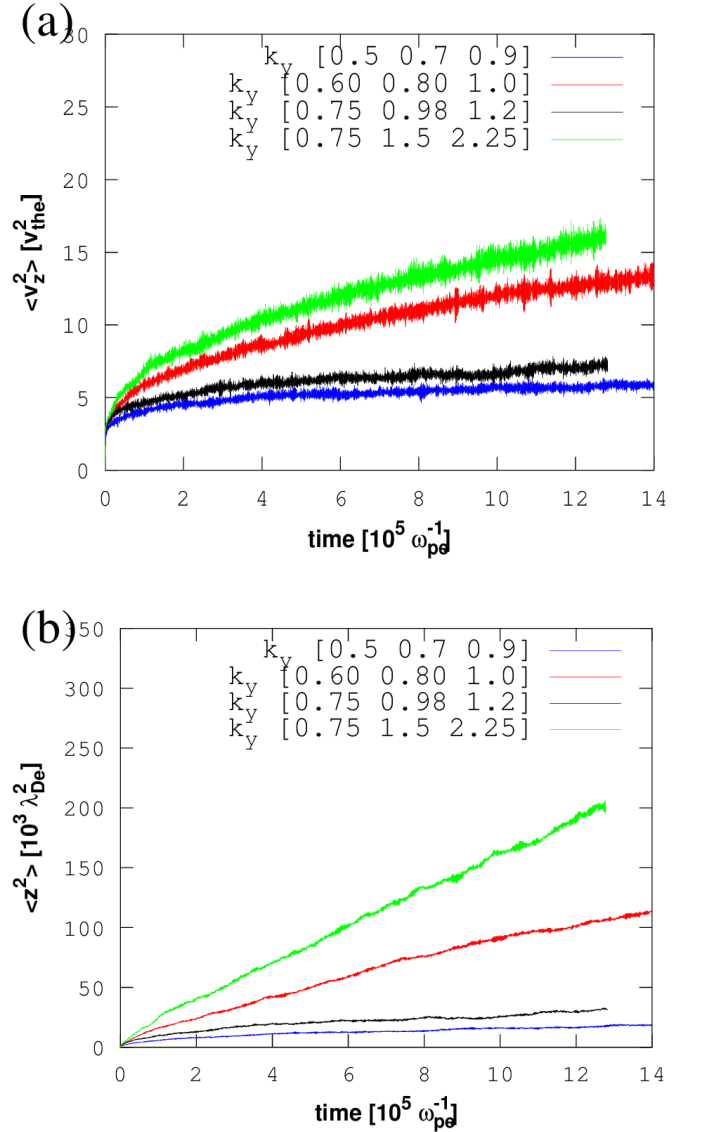 (a)
30
25
20
15
10
5
0
<v_z^2> [v_the^2]
k_y [0.5 0.7 0.9]
k_y [0.60 0.80 1.0]
k_y [0.75 0.98 1.2]
k_y [0.75 1.5 2.25]
0 2 4 6 8 10 12 14
time [10^5 ω_pe^-1]
(b)
350
300
250
200
150
100
50
0
<z^2> [10^3 λ_De^2]
k_y [0.5 0.7 0.9]
k_y [0.60 0.80 1.0]
k_y [0.75 0.98 1.2]
k_y [0.75 1.5 2.25]
0 2 4 6 8 10 12 14
time [10^5 ω_pe^-1]